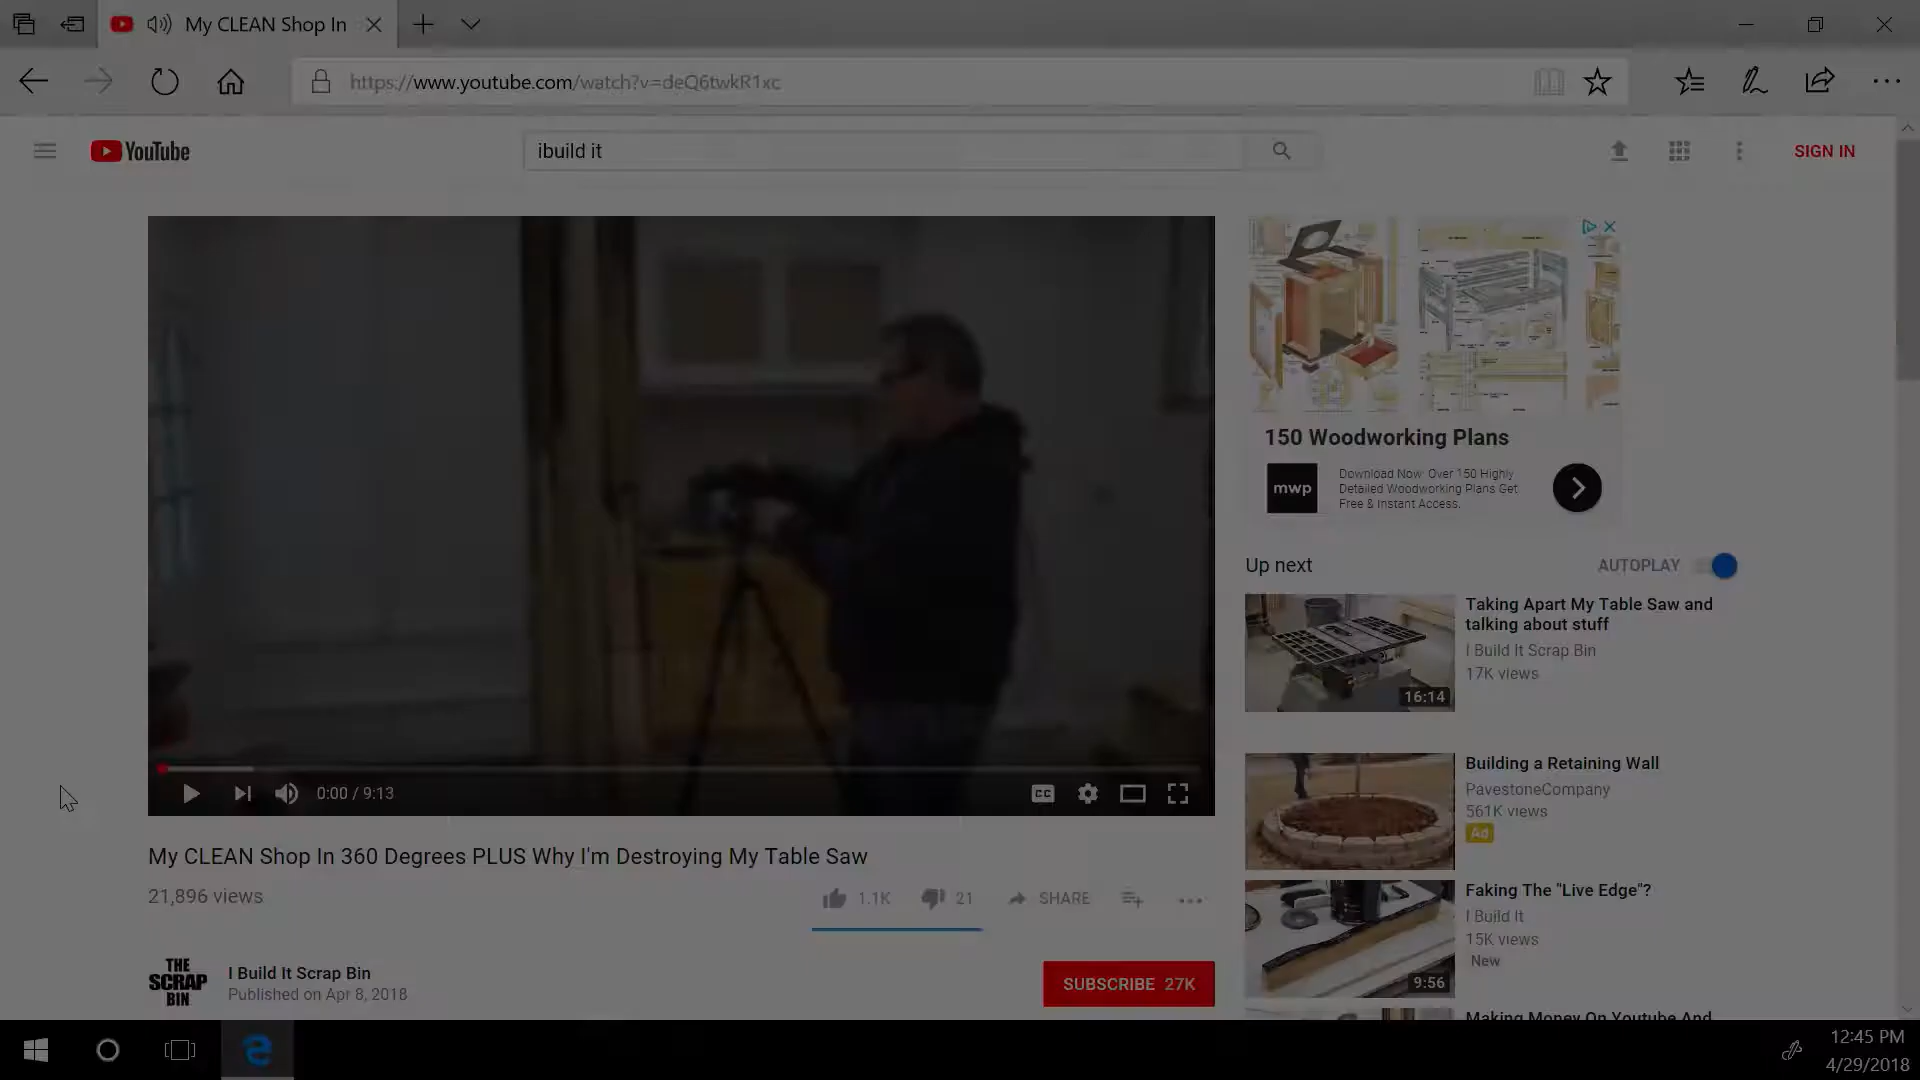 My CLEAN Shop In
https://www.youtube.com/watch?v=deQ6twkR1xc
YouTube
ibuild it
SIGN IN
150 Woodworking Plans
mwp
Download Now: Over 150 Highly
Detailed Woodworking Plans Get
Free & Instant Access.
Up next
AUTOPLAY
Taking Apart My Table Saw and
talking about stuff
I Build It Scrap Bin
17K views
16:14
Building a Retaining Wall
PavestoneCompany
561K views
Ad
Faking The "Live Edge"?
I Build It
15K views
New
9:56
Making Money On Youtube And
0:00 / 9:13
CC
My CLEAN Shop In 360 Degrees PLUS Why I'm Destroying My Table Saw
21,896 views
1.1K
21
SHARE
THE
SCRAP
BIN
I Build It Scrap Bin
Published on Apr 8, 2018
SUBSCRIBE 27K
12:45 PM
4/29/2018